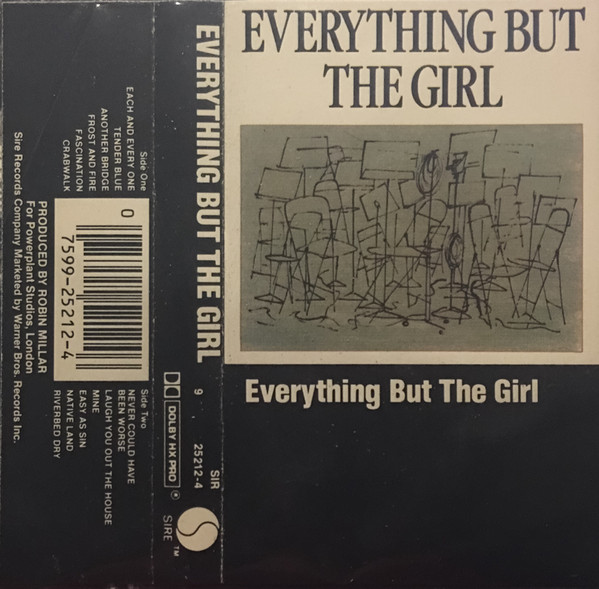 EVERYTHING BUT
THE GIRL
Everything But The Girl
EVERYTHING BUT THE GIRL
9 25212-4
SIR
DOLBY HX PRO
SIRE™
Side One
EACH AND EVERY ONE
TENDER BLUE
ANOTHER BRIDGE
FROST AND FIRE
FASCINATION
CRABWALK
Side Two
NEVER COULD HAVE
BEEN WORSE
LAUGH YOU OUT THE HOUSE
MINE
EASY AS SIN
NATIVE LAND
RIVERBED DRY
0
7599-25212-4
PRODUCED BY ROBIN MILLAR
For Powerplant Studios, London
Sire Records Company Marketed by Warner Bros. Records Inc.